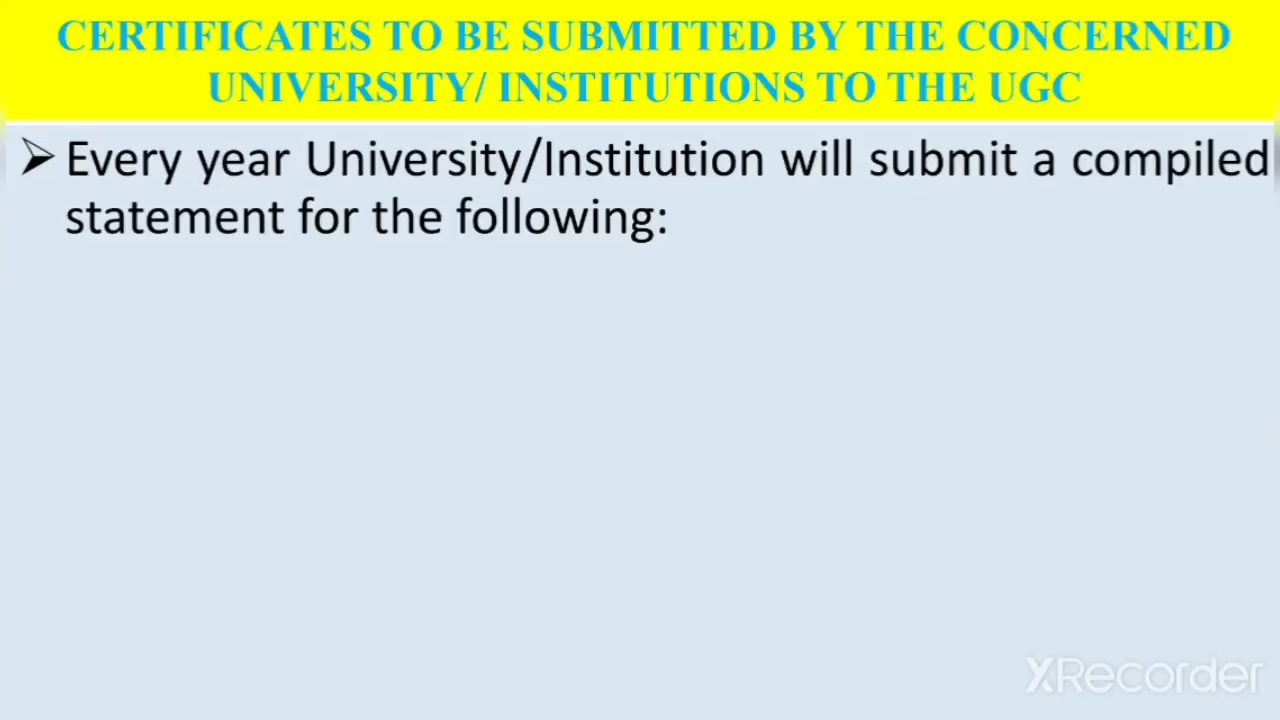 CERTIFICATES TO BE SUBMITTED BY THE CONCERNED
UNIVERSITY/ INSTITUTIONS TO THE UGC
➢ Every year University/Institution will submit a compiled
statement for the following:
XRecorder